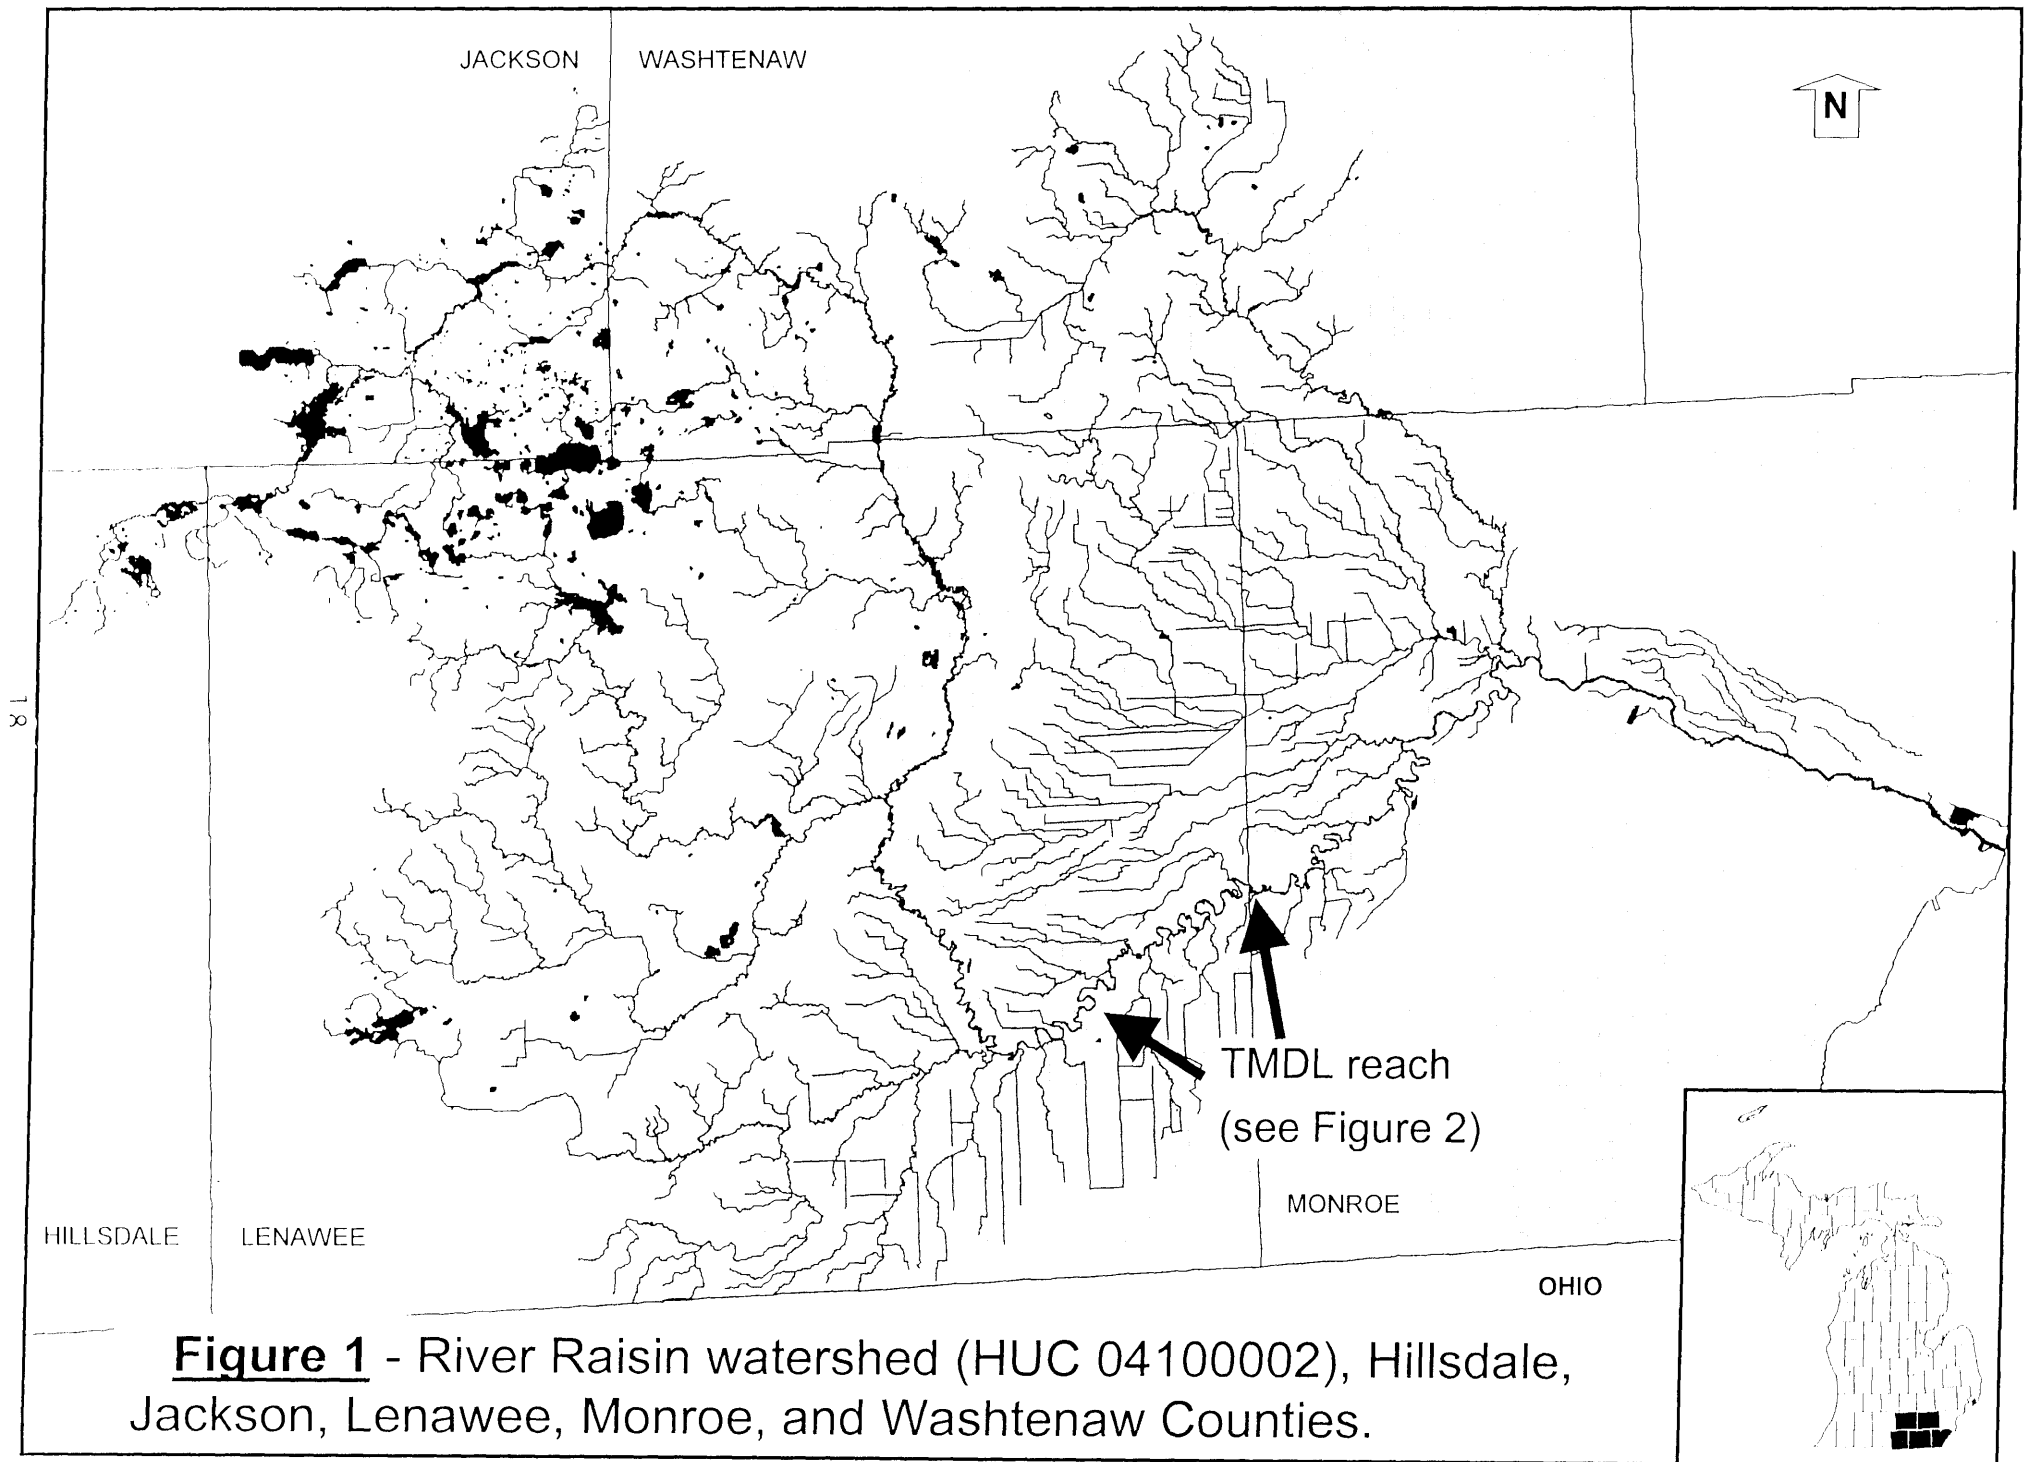 JACKSON
WASHTENAW
N
18
TMDL reach
(see Figure 2)
MONROE
HILLSDALE
LENAWEE
OHIO
Figure 1 - River Raisin watershed (HUC 04100002), Hillsdale,
Jackson, Lenawee, Monroe, and Washtenaw Counties.